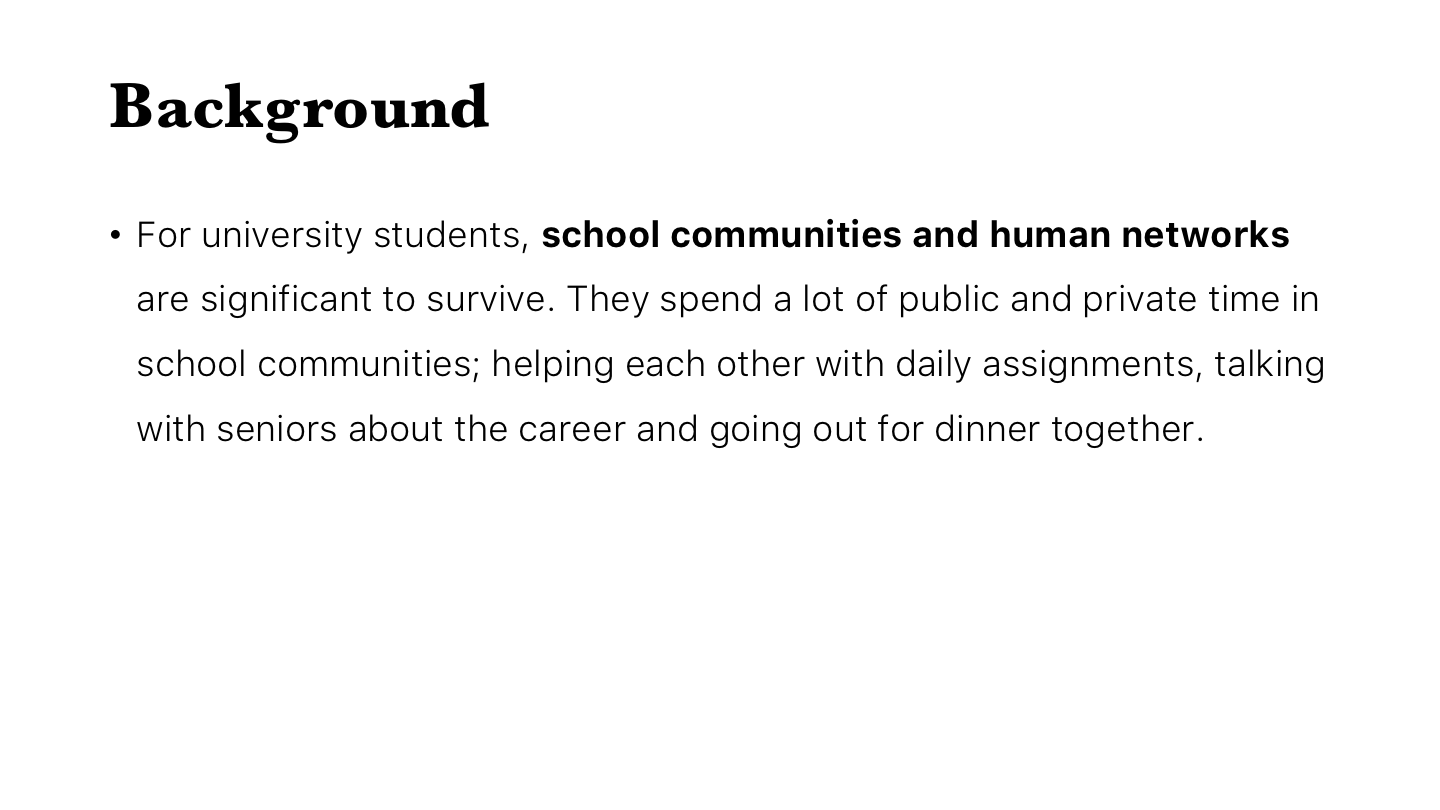 Background
• For university students, school communities and human networks
are significant to survive. They spend a lot of public and private time in
school communities; helping each other with daily assignments, talking
with seniors about the career and going out for dinner together.